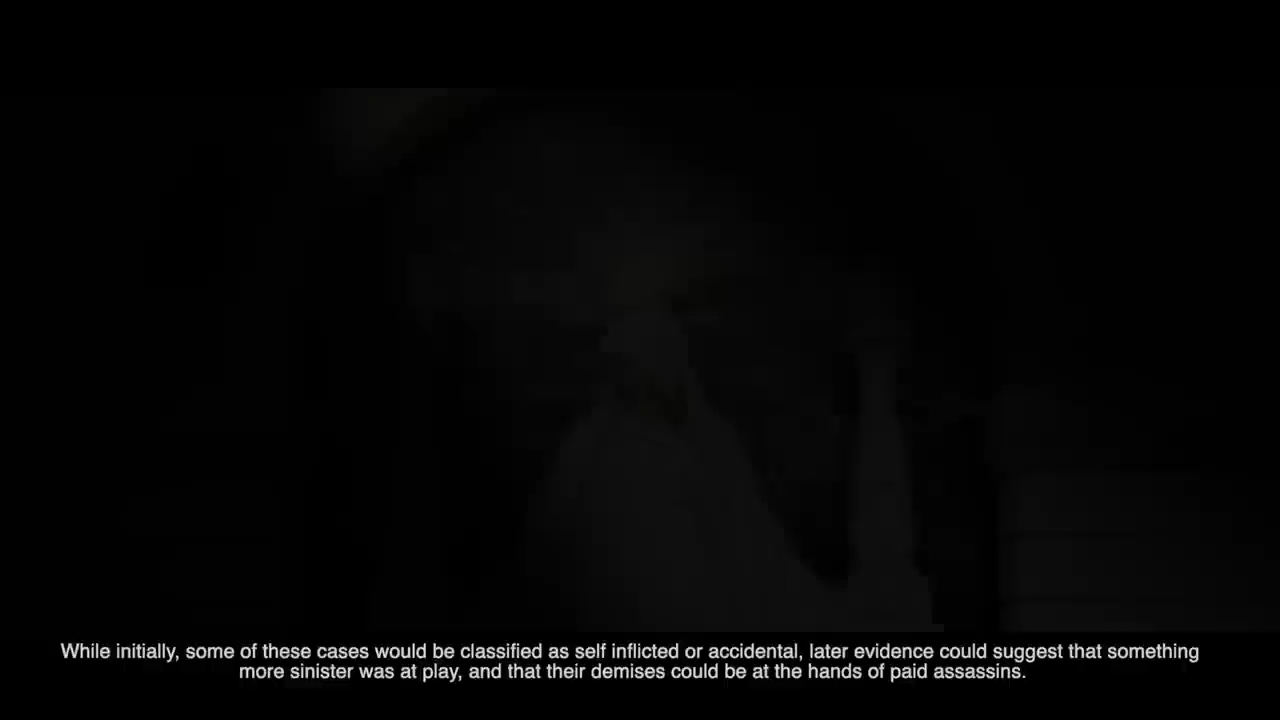 While initially, some of these cases would be classified as self inflicted or accidental, later evidence could suggest that something
more sinister was at play, and that their demises could be at the hands of paid assassins.